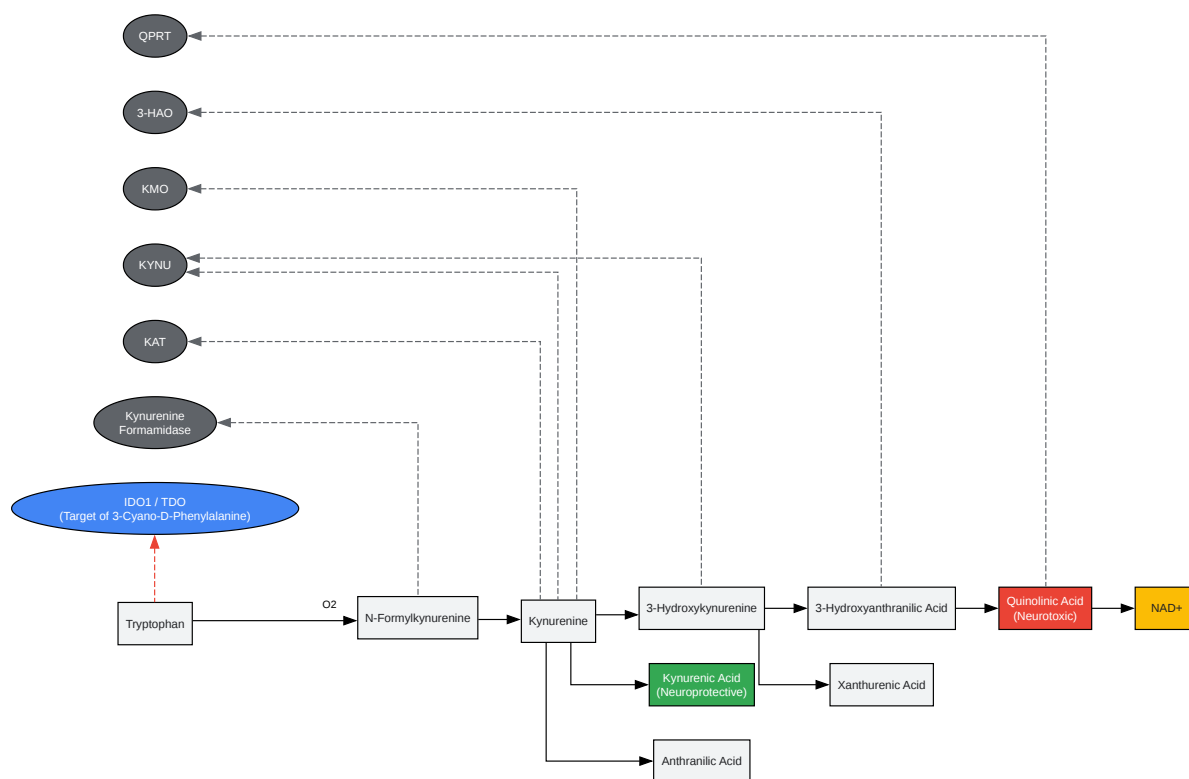 QPRT
3-HAO
KMO
KYNU
KAT
Kynurenine
Formamidase
IDO1 / TDO
(Target of 3-Cyano-D-Phenylalanine)
O2
Tryptophan
N-Formylkynurenine
Kynurenine
3-Hydroxykynurenine
3-Hydroxyanthranilic Acid
Quinolinic Acid
(Neurotoxic)
NAD+
Kynurenic Acid
(Neuroprotective)
Xanthurenic Acid
Anthranilic Acid